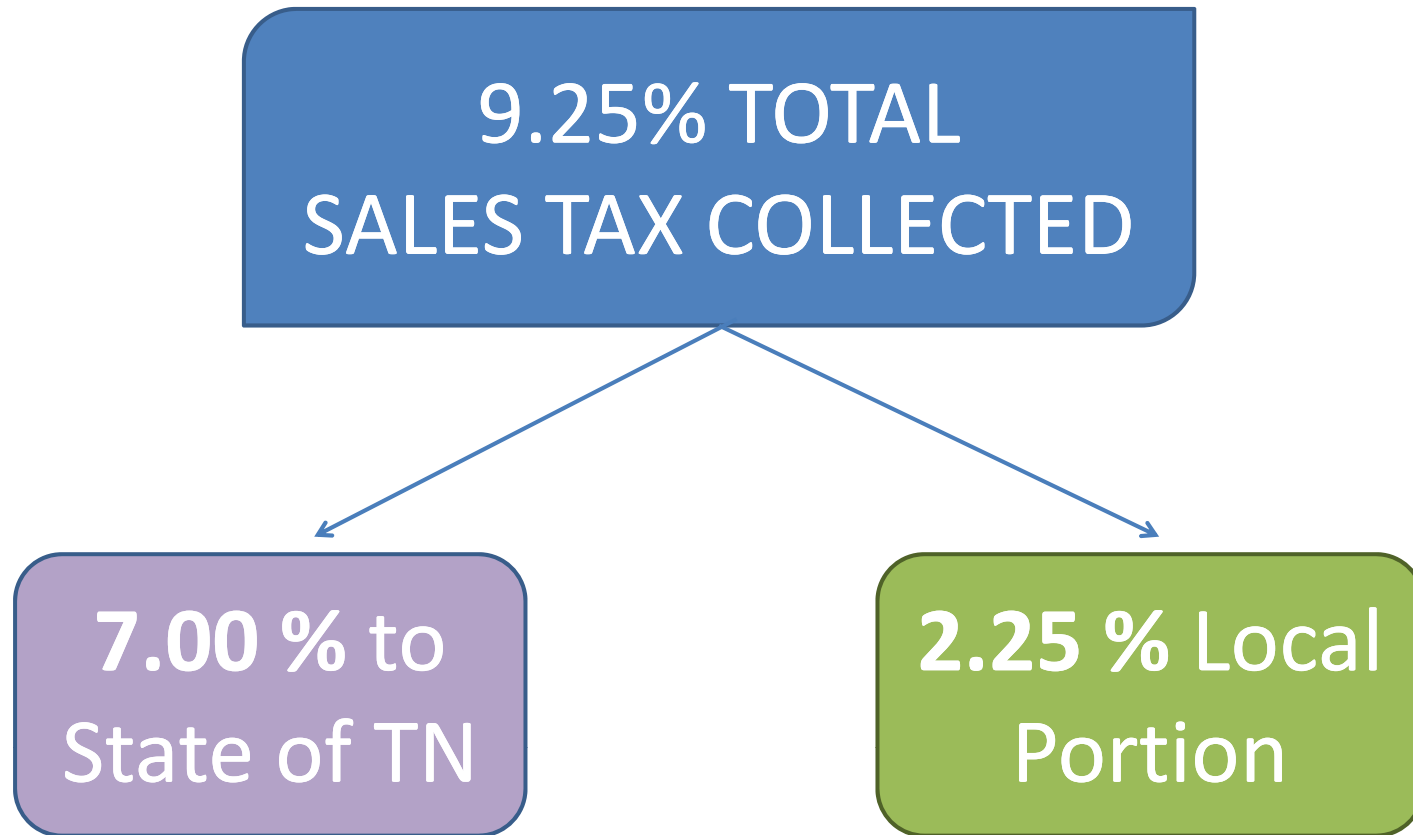 9.25% TOTAL
SALES TAX COLLECTED
7.00 % to
State of TN
2.25 % Local
Portion